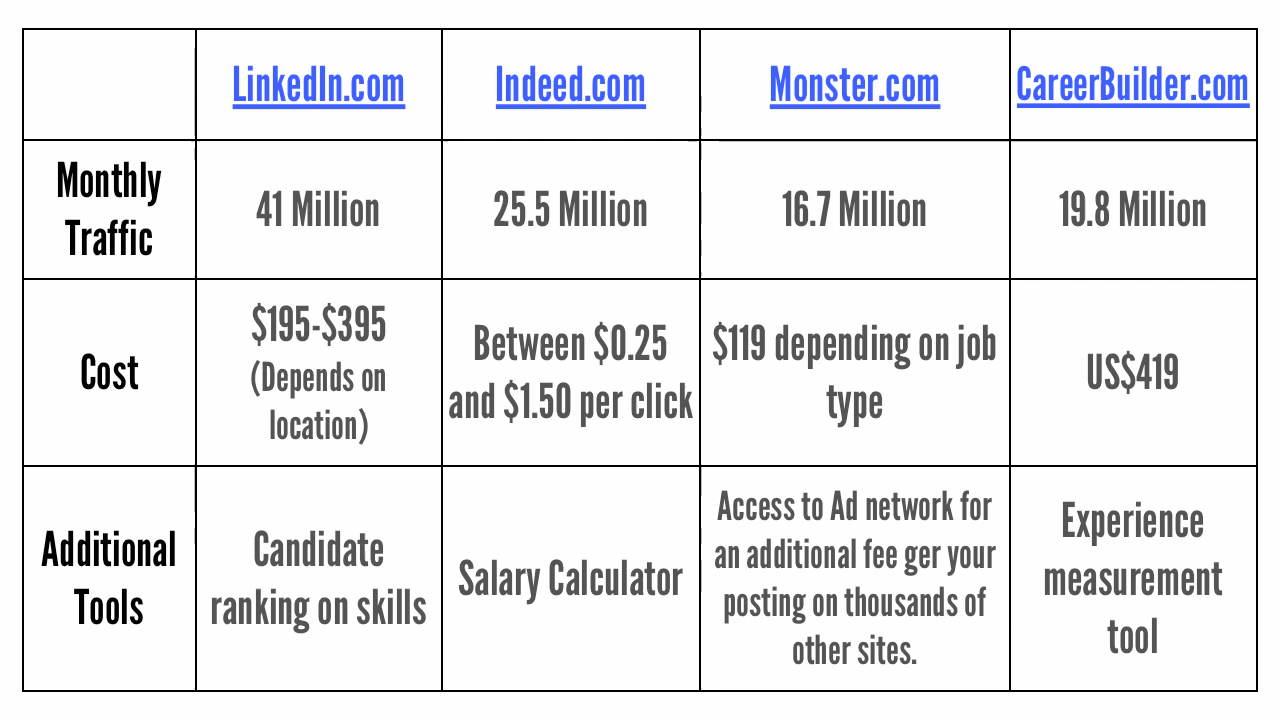 LinkedIn.com
Indeed.com
Monster.com
CareerBuilder.com
Monthly
Traffic
41 Million
25.5 Million
16.7 Million
19.8 Million
Cost
$195-$395
(Depends on
location)
Between $0.25
and $1.50 per click
$119 depending on job
type
US$419
Additional
Tools
Candidate
ranking on skills
Salary Calculator
Access to Ad network for
an additional fee ger your
posting on thousands of
other sites.
Experience
measurement
tool